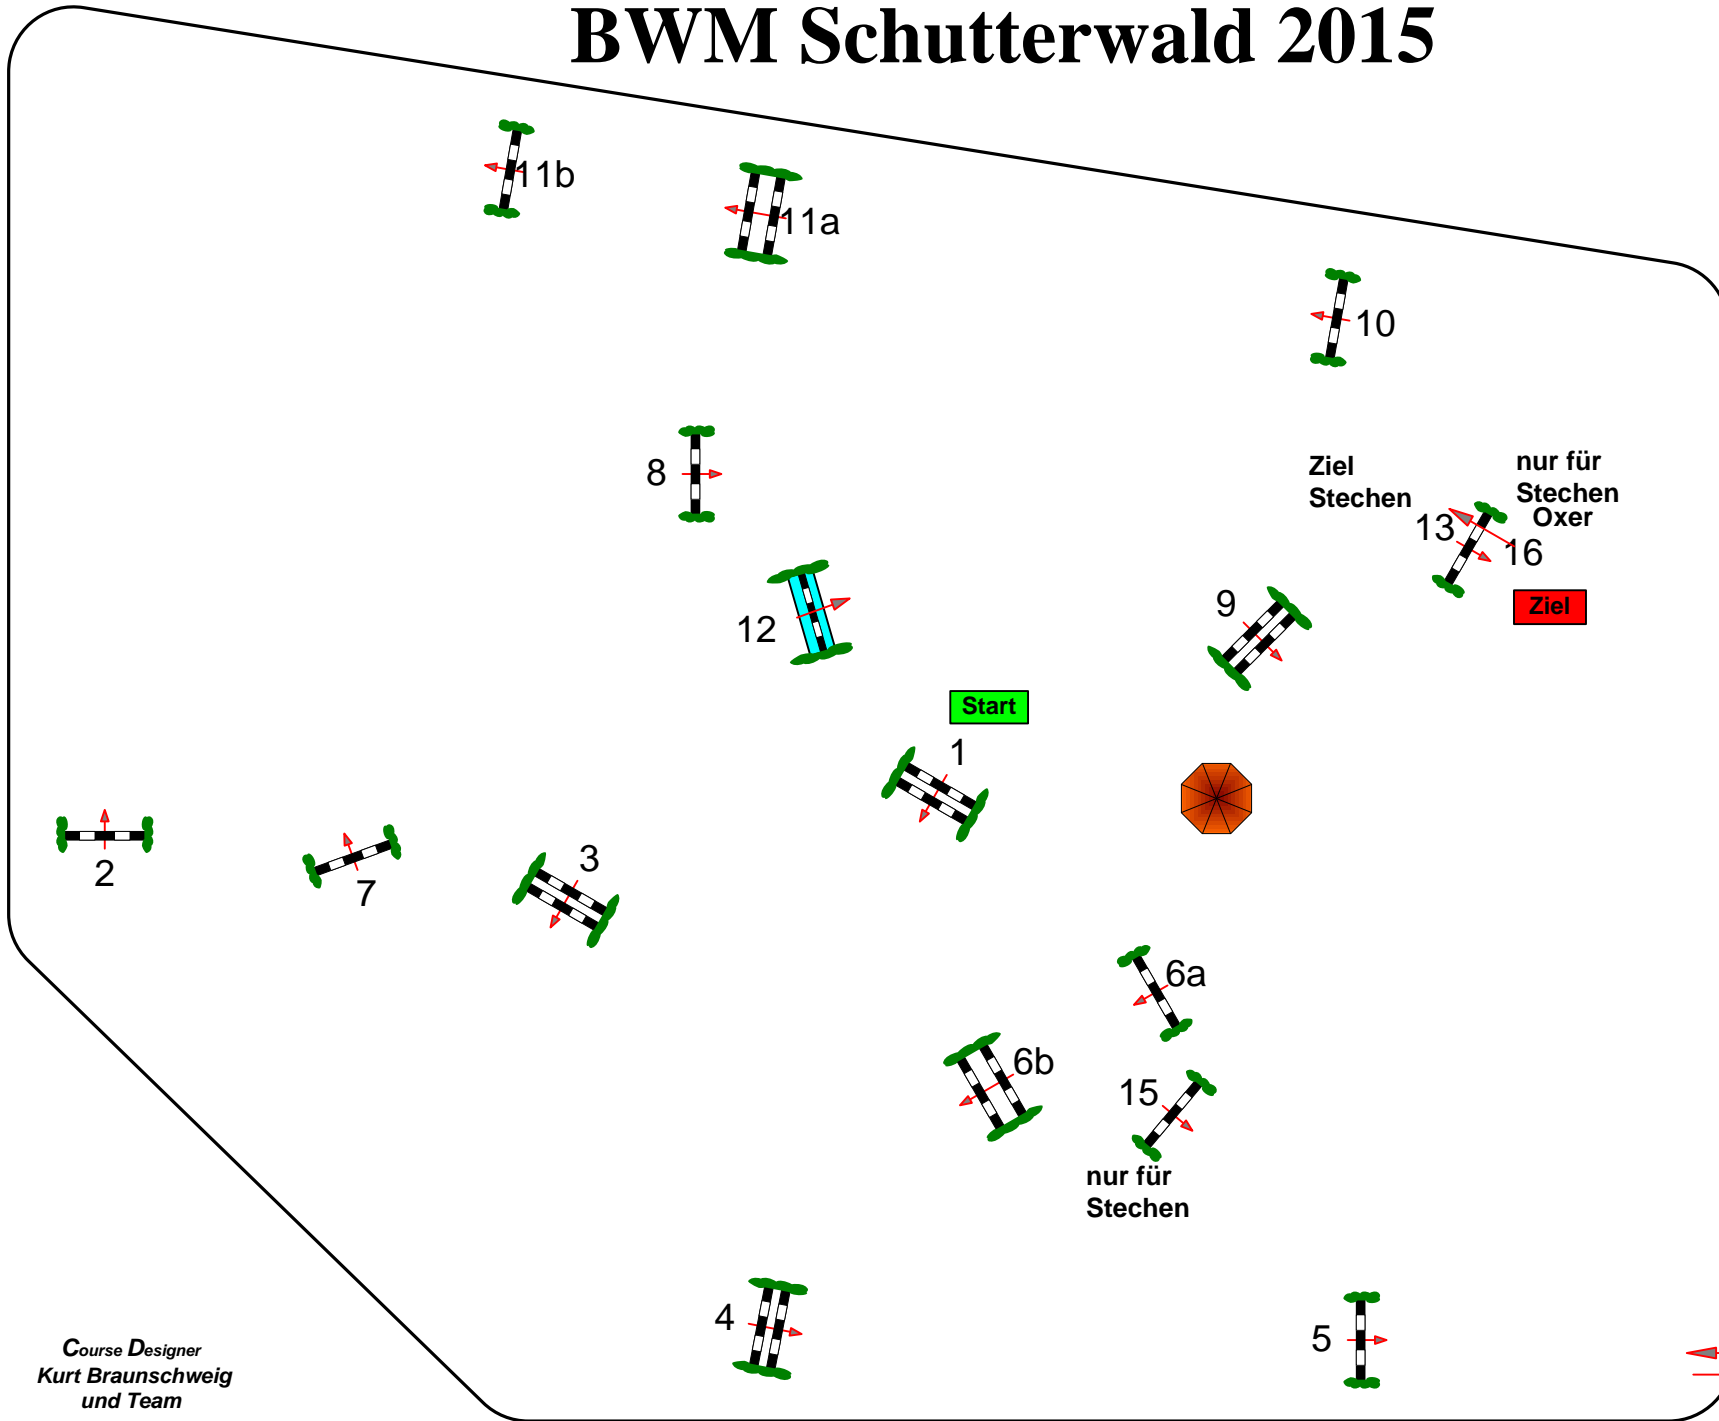 BWM Schutterwald 2015
11b
11a
10
8
Ziel
Stechen
nur für
Stechen
Oxer
13
16
Ziel
9
12
Start
1
2
7
3
6a
6b
15
nur für
Stechen
4
5
Course Designer
Kurt Braunschweig
und Team